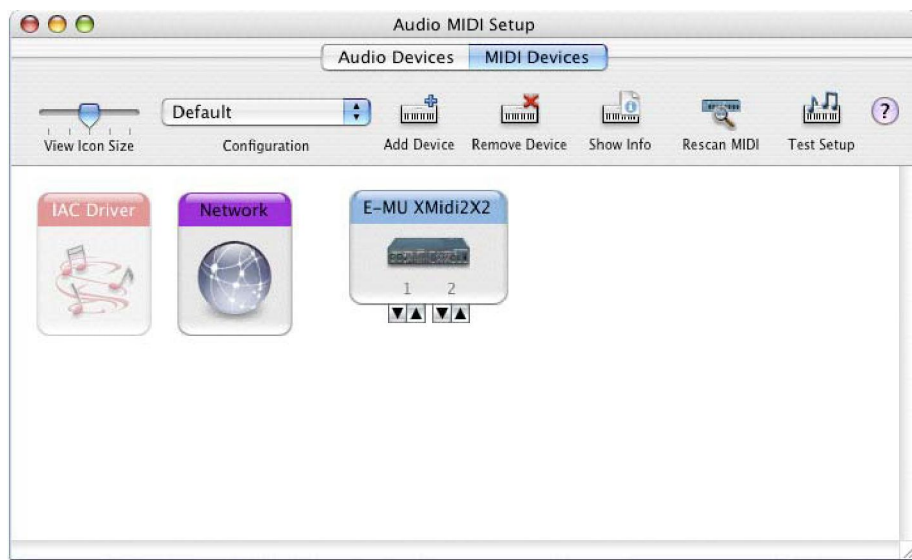 Audio MIDI Setup
Audio Devices MIDI Devices
Default
View Icon Size Configuration Add Device Remove Device Show Info Rescan MIDI Test Setup ?
IAC Driver Network E-MU XMidi2X2
1 2